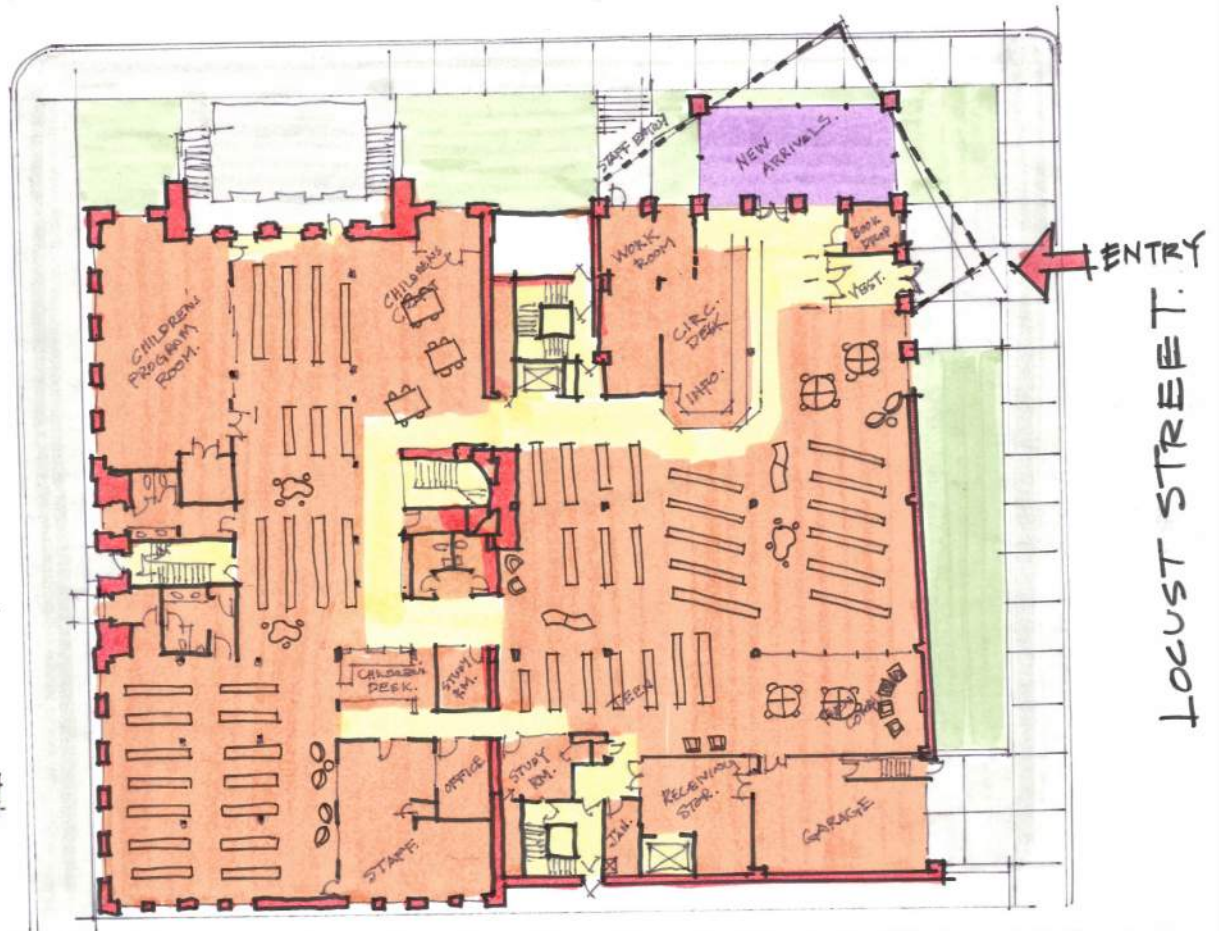 STAFF ENTRY
NEW
ARRIVALS.
ENTRY
LOCUST STREET.
BOOK
DROP
VEST.
WORK
ROOM
CIRC.
DESK
INFO.
CHILDREN'S
CHILDREN'
PROGRAM
ROOM.
CHILDREN
DESK.
STUDY
RM.
TEEN
OFFICE
STUDY
RM.
RECEIVING
STOR.
JAN.
GARAGE
STAFF.